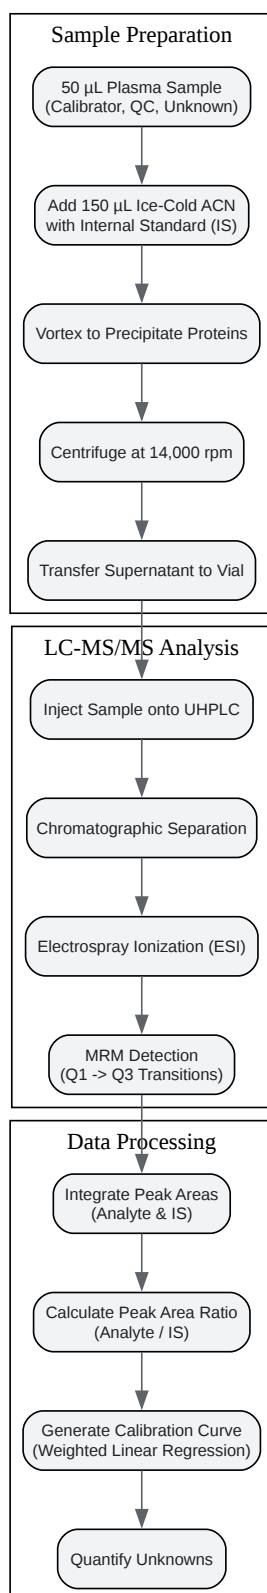 Sample Preparation
50 µL Plasma Sample
(Calibrator, QC, Unknown)
Add 150 µL Ice-Cold ACN
with Internal Standard (IS)
Vortex to Precipitate Proteins
Centrifuge at 14,000 rpm
Transfer Supernatant to Vial
LC-MS/MS Analysis
Inject Sample onto UHPLC
Chromatographic Separation
Electrospray Ionization (ESI)
MRM Detection
(Q1 -> Q3 Transitions)
Data Processing
Integrate Peak Areas
(Analyte & IS)
Calculate Peak Area Ratio
(Analyte / IS)
Generate Calibration Curve
(Weighted Linear Regression)
Quantify Unknowns